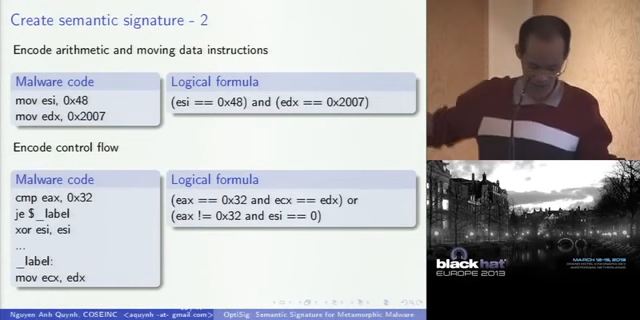 Create semantic signature - 2
Encode arithmetic and moving data instructions
Malware code
mov esi, 0x48
mov edx, 0x2007
Logical formula
(esi == 0x48) and (edx == 0x2007)
Encode control flow
Malware code
cmp eax, 0x32
je $_label
xor esi, esi
...
_label:
mov ecx, edx
Logical formula
(eax == 0x32 and ecx == edx) or
(eax != 0x32 and esi == 0)
Nguyen Anh Quynh, COSEINC <aquynh -at- gmail.com>
OptiSig Semantic Signature for Metamorphic Malware
black hat
EUROPE 2013